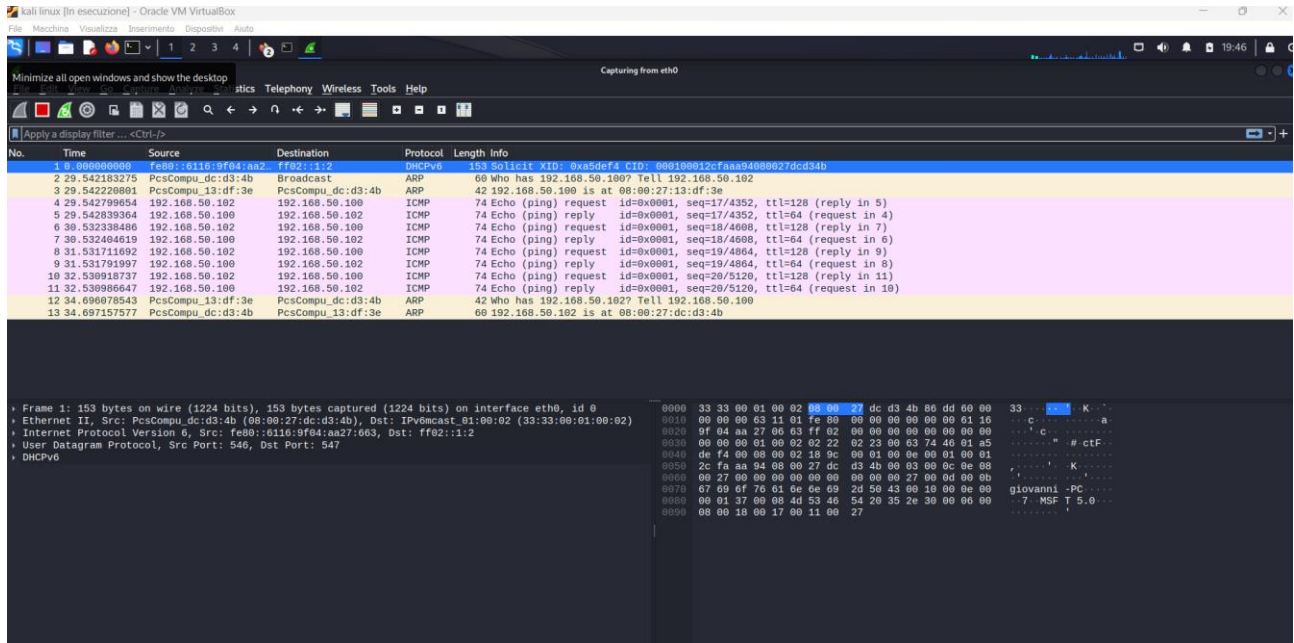 kali linux [In esecuzione] - Oracle VM VirtualBox
File Macchina Visualizza Inserimento Dispositivi Aiuto
1 2 3 4 2 19:46
Minimize all open windows and show the desktop
Capturing from eth0
File Edit View Go Capture Analyze Statistics Telephony Wireless Tools Help
Apply a display filter ... <Ctrl-/>
No. Time Source Destination Protocol Length Info
1 0.000000000 fe80::6116:9f04:aa2… ff02::1:2 DHCPv6 153 Solicit XID: 0xa5def4 CID: 000100012cfaaa94080027dcd34b
2 29.542183275 PcsCompu_dc:d3:4b Broadcast ARP 60 Who has 192.168.50.100? Tell 192.168.50.102
3 29.542220801 PcsCompu_13:df:3e PcsCompu_dc:d3:4b ARP 42 192.168.50.100 is at 08:00:27:13:df:3e
4 29.542799654 192.168.50.102 192.168.50.100 ICMP 74 Echo (ping) request id=0x0001, seq=17/4352, ttl=128 (reply in 5)
5 29.542839364 192.168.50.100 192.168.50.102 ICMP 74 Echo (ping) reply id=0x0001, seq=17/4352, ttl=64 (request in 4)
6 30.532338486 192.168.50.102 192.168.50.100 ICMP 74 Echo (ping) request id=0x0001, seq=18/4608, ttl=128 (reply in 7)
7 30.532404619 192.168.50.100 192.168.50.102 ICMP 74 Echo (ping) reply id=0x0001, seq=18/4608, ttl=64 (request in 6)
8 31.531711692 192.168.50.102 192.168.50.100 ICMP 74 Echo (ping) request id=0x0001, seq=19/4864, ttl=128 (reply in 9)
9 31.531791997 192.168.50.100 192.168.50.102 ICMP 74 Echo (ping) reply id=0x0001, seq=19/4864, ttl=64 (request in 8)
10 32.530918737 192.168.50.102 192.168.50.100 ICMP 74 Echo (ping) request id=0x0001, seq=20/5120, ttl=128 (reply in 11)
11 32.530986647 192.168.50.100 192.168.50.102 ICMP 74 Echo (ping) reply id=0x0001, seq=20/5120, ttl=64 (request in 10)
12 34.696078543 PcsCompu_13:df:3e PcsCompu_dc:d3:4b ARP 42 Who has 192.168.50.102? Tell 192.168.50.100
13 34.697157577 PcsCompu_dc:d3:4b PcsCompu_13:df:3e ARP 60 192.168.50.102 is at 08:00:27:dc:d3:4b
Frame 1: 153 bytes on wire (1224 bits), 153 bytes captured (1224 bits) on interface eth0, id 0
Ethernet II, Src: PcsCompu_dc:d3:4b (08:00:27:dc:d3:4b), Dst: IPv6mcast_01:00:02 (33:33:00:01:00:02)
Internet Protocol Version 6, Src: fe80::6116:9f04:aa27:663, Dst: ff02::1:2
User Datagram Protocol, Src Port: 546, Dst Port: 547
DHCPv6
0000 33 33 00 01 00 02 08 00 27 dc d3 4b 86 dd 60 00 33······ '··K··`·
0010 00 00 00 63 11 01 fe 80 00 00 00 00 00 00 61 16 ···c···· ······a·
0020 9f 04 aa 27 06 63 ff 02 00 00 00 00 00 00 00 00 ···'·c·· ········
0030 00 00 00 01 00 02 02 22 02 23 00 63 74 46 01 a5 ·······" ·#·ctF··
0040 de f4 00 08 00 02 18 9c 00 01 00 0e 00 01 00 01 ········ ········
0050 2c fa aa 94 08 00 27 dc d3 4b 00 03 00 0c 0e 08 ,·····'· ·K······
0060 00 27 00 00 00 00 00 00 00 00 00 27 00 0d 00 0b ·'······ ···'····
0070 67 69 6f 76 61 6e 6e 69 2d 50 43 00 10 00 0e 00 giovanni -PC·····
0080 00 01 37 00 08 4d 53 46 54 20 35 2e 30 00 06 00 ··7··MSF T 5.0···
0090 08 00 18 00 17 00 11 00 27 ········ '